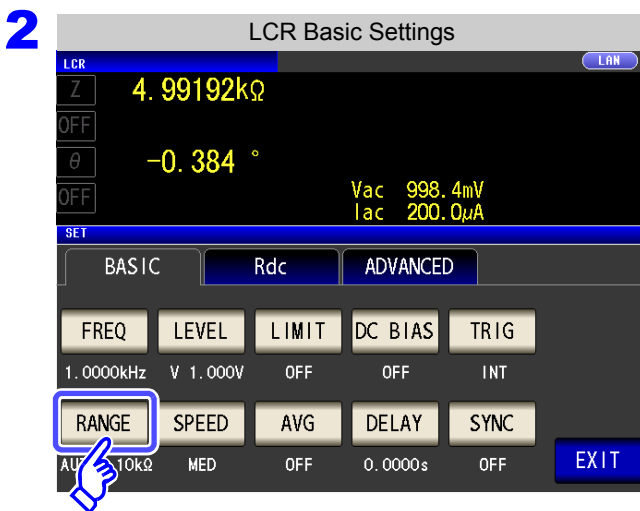 2
LCR Basic Settings
LCR LAN
Z 4.99192kΩ
OFF
θ -0.384 °
OFF Vac 998.4mV
Iac 200.0μA
SET
BASIC Rdc ADVANCED
FREQ LEVEL LIMIT DC BIAS TRIG
1.0000kHz V 1.000V OFF OFF INT
RANGE SPEED AVG DELAY SYNC
10kΩ MED OFF 0.0000s OFF EXIT